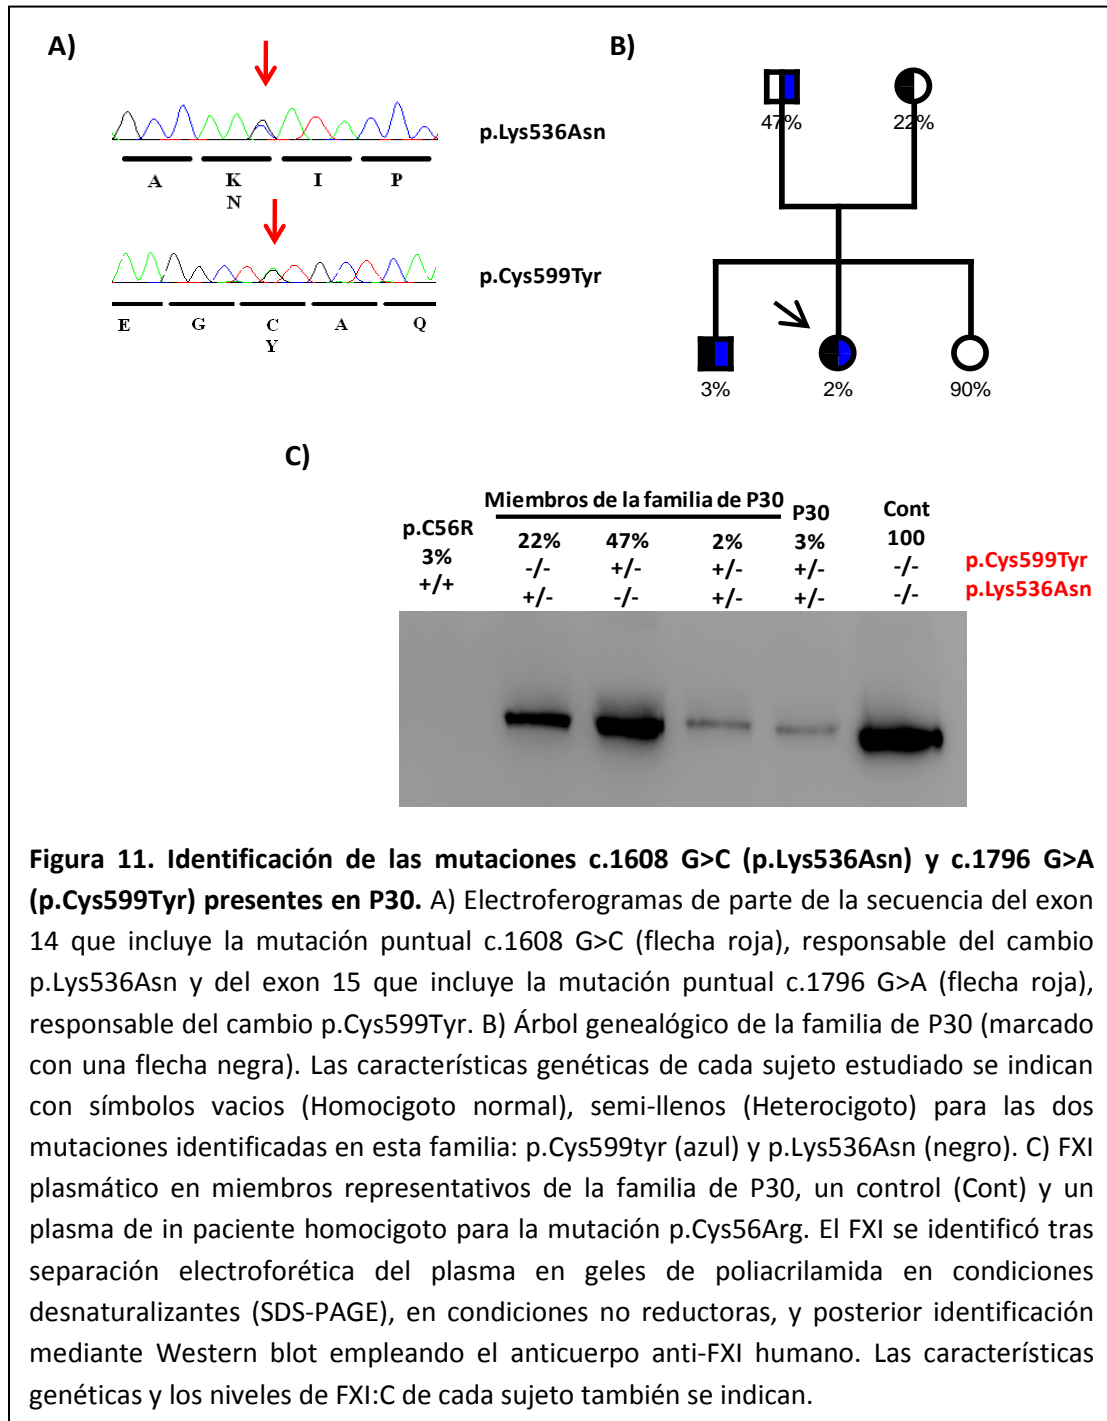 A)
B)
p.Lys536Asn
A K I P
N
p.Cys599Tyr
E G C A Q
Y
47%
22%
3%
2%
90%
C)
Miembros de la familia de P30
p.C56R 22% 47% 2% P30 Cont
3% -/- +/- +/- 3% 100
+/+ +/- -/- +/- +/- -/- p.Cys599Tyr
+/- -/- p.Lys536Asn
Figura 11. Identificación de las mutaciones c.1608 G>C (p.Lys536Asn) y c.1796 G>A
(p.Cys599Tyr) presentes en P30. A) Electroferogramas de parte de la secuencia del exon
14 que incluye la mutación puntual c.1608 G>C (flecha roja), responsable del cambio
p.Lys536Asn y del exon 15 que incluye la mutación puntual c.1796 G>A (flecha roja),
responsable del cambio p.Cys599Tyr. B) Árbol genealógico de la familia de P30 (marcado
con una flecha negra). Las características genéticas de cada sujeto estudiado se indican
con símbolos vacios (Homocigoto normal), semi-llenos (Heterocigoto) para las dos
mutaciones identificadas en esta familia: p.Cys599tyr (azul) y p.Lys536Asn (negro). C) FXI
plasmático en miembros representativos de la familia de P30, un control (Cont) y un
plasma de in paciente homocigoto para la mutación p.Cys56Arg. El FXI se identificó tras
separación electroforética del plasma en geles de poliacrilamida en condiciones
desnaturalizantes (SDS-PAGE), en condiciones no reductoras, y posterior identificación
mediante Western blot empleando el anticuerpo anti-FXI humano. Las características
genéticas y los niveles de FXI:C de cada sujeto también se indican.